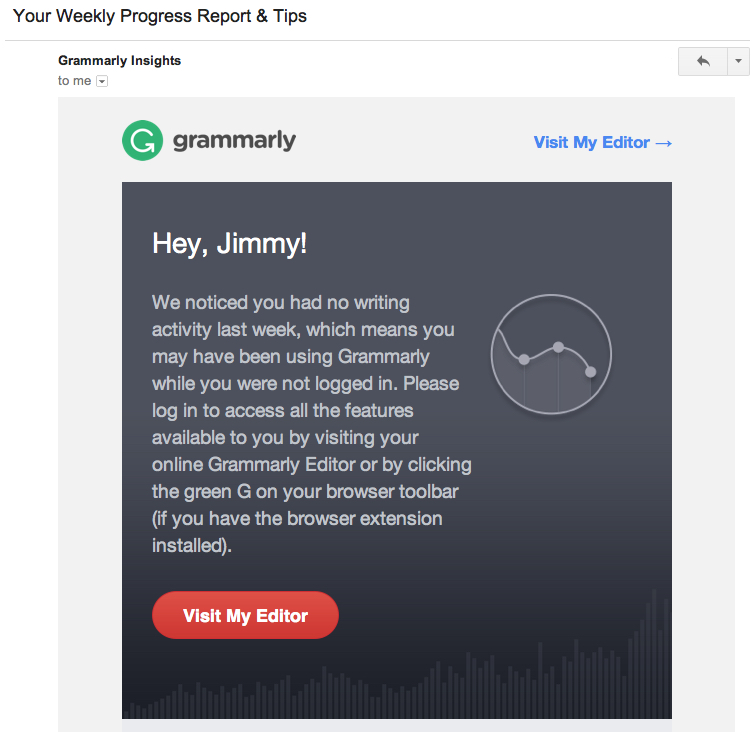 Your Weekly Progress Report & Tips
Grammarly Insights
to me
grammarly
Visit My Editor →
Hey, Jimmy!
We noticed you had no writing
activity last week, which means you
may have been using Grammarly
while you were not logged in. Please
log in to access all the features
available to you by visiting your
online Grammarly Editor or by clicking
the green G on your browser toolbar
(if you have the browser extension
installed).
Visit My Editor